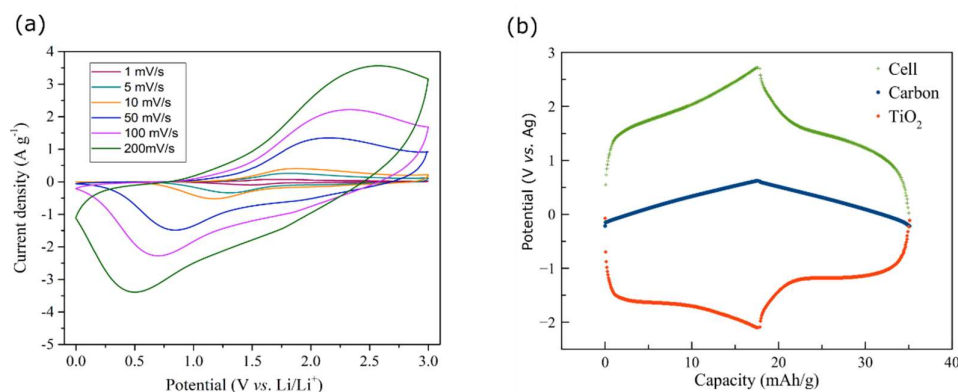 (a)
4
3
2
1
0
-1
-2
-3
-4
-5
Current density (A g⁻¹)
1 mV/s
5 mV/s
10 mV/s
50 mV/s
100 mV/s
200mV/s
0.0 0.5 1.0 1.5 2.0 2.5 3.0
Potential (V vs. Li/Li⁺)
(b)
3
2
1
0
−1
−2
Potential (V vs. Ag)
Cell
Carbon
TiO₂
0 10 20 30 40
Capacity (mAh/g)